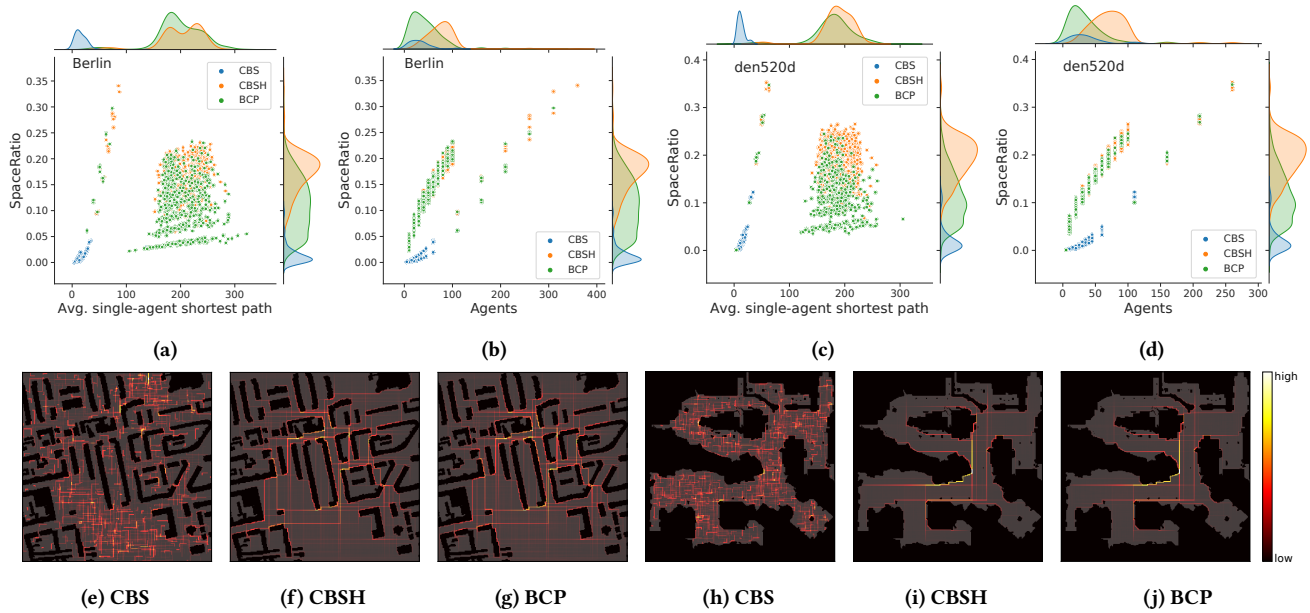 Berlin
CBS
CBSH
BCP
SpaceRatio
0.35
0.30
0.25
0.20
0.15
0.10
0.05
0.00
0 100 200 300
Avg. single-agent shortest path
(a)
Berlin
CBS
CBSH
BCP
SpaceRatio
0.35
0.30
0.25
0.20
0.15
0.10
0.05
0.00
0 100 200 300 400
Agents
(b)
den520d
CBS
CBSH
BCP
SpaceRatio
0.4
0.3
0.2
0.1
0.0
0 100 200 300
Avg. single-agent shortest path
(c)
den520d
CBS
CBSH
BCP
SpaceRatio
0.4
0.3
0.2
0.1
0.0
0 50 100 150 200 250 300
Agents
(d)
high
low
(e) CBS
(f) CBSH
(g) BCP
(h) CBS
(i) CBSH
(j) BCP